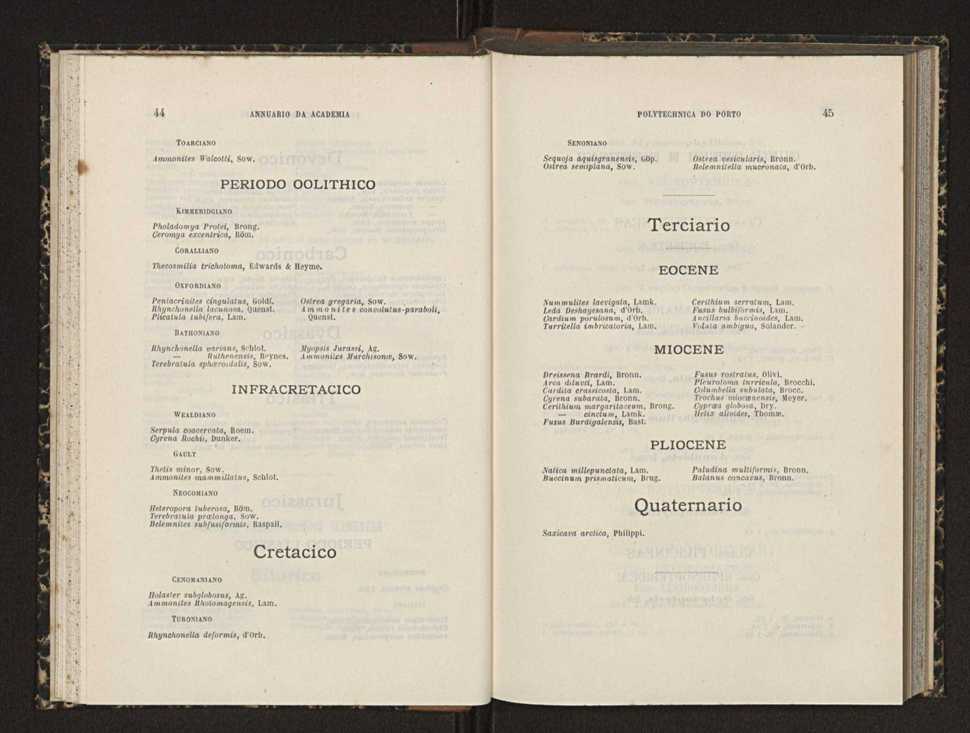 44
ANNUARIO DA ACADEMIA
TOARCIANO
Ammonites Walcotti, Sow.
PERIODO OOLITHICO
KIMMERIDGIANO
Pholadomya Protei, Brong.
Ceromya excentrica, Röm.
CORALLIANO
Thecosmilis tricholoma, Edwards & Heyme.
OXFORDIANO
Pentacrinites cingulatus, Goldi.
Rhynchonella lacunosa, Quenst.
Plicatula tubifera, Lam.
Ostrea gregaria, Sow.
Ammonites convolutus-paraboli,
Quenst.
BATHONIANO
Rhynchonella varians, Schlot.
— Ruthenensis, Reynes.
Terebratula sphæroidalis, Sow.
Myopsis Jurassi, Ag.
Ammonites Murchisonæ, Sow.
INFRACRETACICO
WEALDIANO
Serpula coacervata, Roem.
Cyrena Rochii, Dunker.
GAULT
Thetis minor, Sow.
Ammonites mammillatus, Schlot.
NEOCOMIANO
Heteropora tuberosa, Röm.
Terebratula prælonga, Sow.
Belemnites subfusiformis, Raspail.
Cretacico
CENOMANIANO
Holaster subglobosus, Ag.
Ammonites Rhotomagensis, Lam.
TURONIANO
Rhynchonella deformis, d'Orb.
POLYTECHNICA DO PORTO
45
SENONIANO
Sequoja aquisgranensis, Göp.
Ostrea semiplana, Sow.
Ostrea vesicularis, Bronn.
Belemnitella mucronata, d'Orb.
Terciario
EOCENE
Nummulites laevigata, Lamk.
Leda Deshayesana, d'Orb.
Cardium porulosum, d'Orb.
Turritella imbricatoria, Lam.
Cerithium serratum, Lam.
Fusus bulbiformis, Lam.
Ancillaria buccinoides, Lam.
Voluta ambigua, Solander.
MIOCENE
Dreissena Brardi, Bronn.
Arca diluvii, Lam.
Cardita crassicosta, Lam.
Cyrena subarata, Bronn.
Cerithium margaritaceum, Brong.
— cinctum, Lamk.
Fusus Burdigalensis, Bast.
Fusus rostratus, Olivi.
Pleurotoma turricula, Brocchi.
Columbella subulata, Brocc.
Trochus miocænensis, Meyer.
Cypræa globosa, Dry.
Helix alioides, Thomæ.
PLIOCENE
Natica millepunctata, Lam.
Buccinum prismaticum, Brug.
Paludina multiformis, Bronn.
Balanus concavus, Bronn.
Quaternario
Saxicava arctica, Philippi.